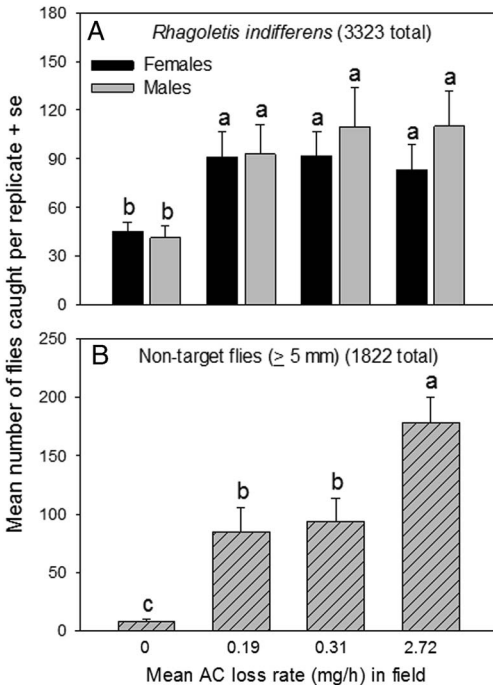 Mean number of flies caught per replicate + se
A
Rhagoletis indifferens (3323 total)
Females
Males
180
150
120
90
60
30
0
b
b
a
a
a
a
a
a
B
Non-target flies (≥ 5 mm) (1822 total)
250
200
150
100
50
0
c
b
b
a
0
0.19
0.31
2.72
Mean AC loss rate (mg/h) in field